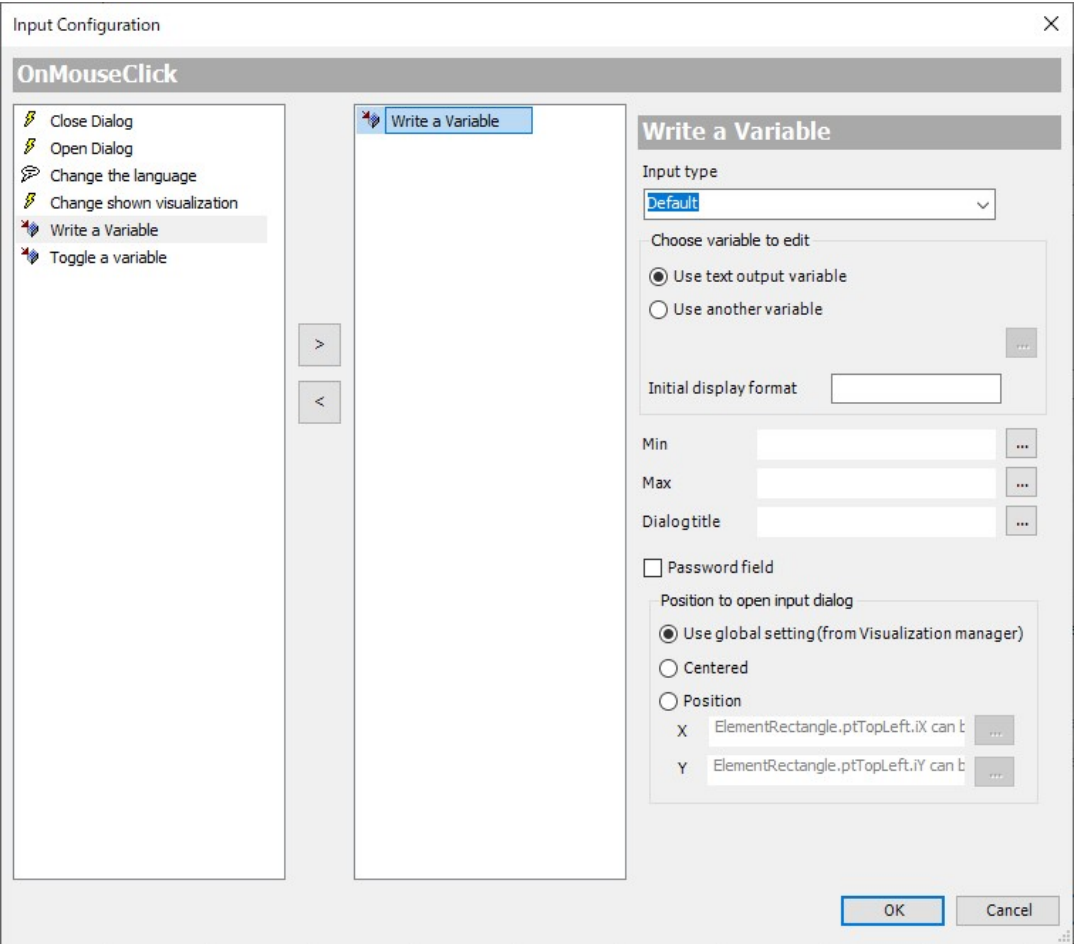 Input Configuration
OnMouseClick
Close Dialog
Open Dialog
Change the language
Change shown visualization
Write a Variable
Toggle a variable
>
<
Write a Variable
Write a Variable
Input type
Default
Choose variable to edit
Use text output variable
Use another variable
...
Initial display format
Min
...
Max
...
Dialogtitle
...
Password field
Position to open input dialog
Use global setting (from Visualization manager)
Centered
Position
X ElementRectangle.ptTopLeft.iX can b ...
Y ElementRectangle.ptTopLeft.iY can b ...
OK
Cancel